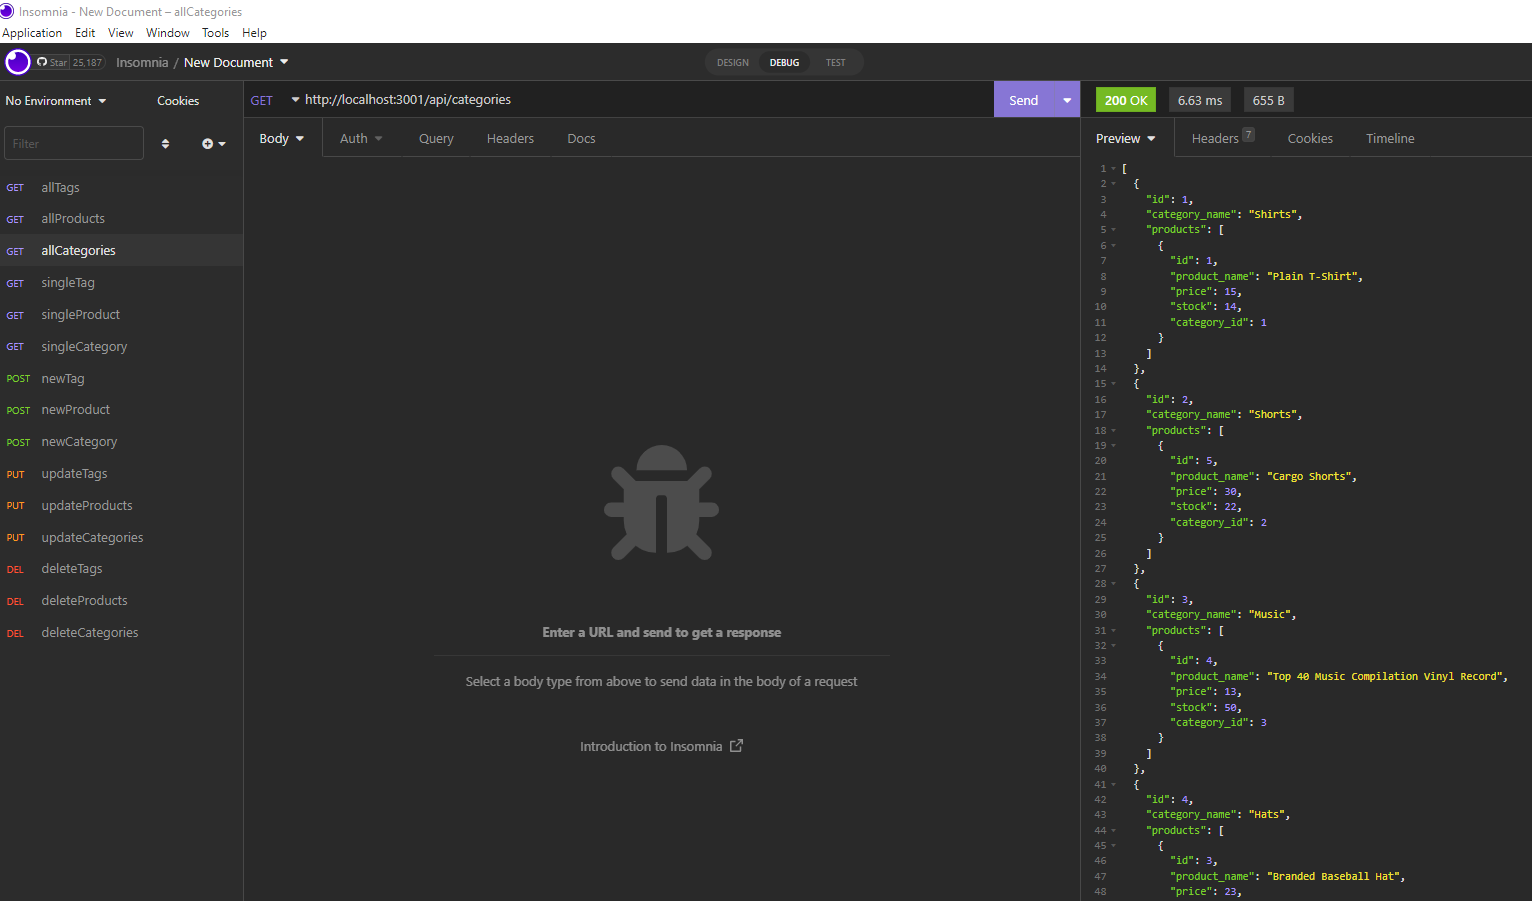 Insomnia - New Document – allCategories
Application Edit View Window Tools Help
Star 25,187
Insomnia / New Document
DESIGN DEBUG TEST
No Environment
Cookies
Filter
GET allTags
GET allProducts
GET allCategories
GET singleTag
GET singleProduct
GET singleCategory
POST newTag
POST newProduct
POST newCategory
PUT updateTags
PUT updateProducts
PUT updateCategories
DEL deleteTags
DEL deleteProducts
DEL deleteCategories
GET http://localhost:3001/api/categories
Send
Body Auth Query Headers Docs
Enter a URL and send to get a response
Select a body type from above to send data in the body of a request
Introduction to Insomnia
200 OK 6.63 ms 655 B
Preview Headers 7 Cookies Timeline
1 [
2 {
3 "id": 1,
4 "category_name": "Shirts",
5 "products": [
6 {
7 "id": 1,
8 "product_name": "Plain T-Shirt",
9 "price": 15,
10 "stock": 14,
11 "category_id": 1
12 }
13 ]
14 },
15 {
16 "id": 2,
17 "category_name": "Shorts",
18 "products": [
19 {
20 "id": 5,
21 "product_name": "Cargo Shorts",
22 "price": 30,
23 "stock": 22,
24 "category_id": 2
25 }
26 ]
27 },
28 {
29 "id": 3,
30 "category_name": "Music",
31 "products": [
32 {
33 "id": 4,
34 "product_name": "Top 40 Music Compilation Vinyl Record",
35 "price": 13,
36 "stock": 50,
37 "category_id": 3
38 }
39 ]
40 },
41 {
42 "id": 4,
43 "category_name": "Hats",
44 "products": [
45 {
46 "id": 3,
47 "product_name": "Branded Baseball Hat",
48 "price": 23,